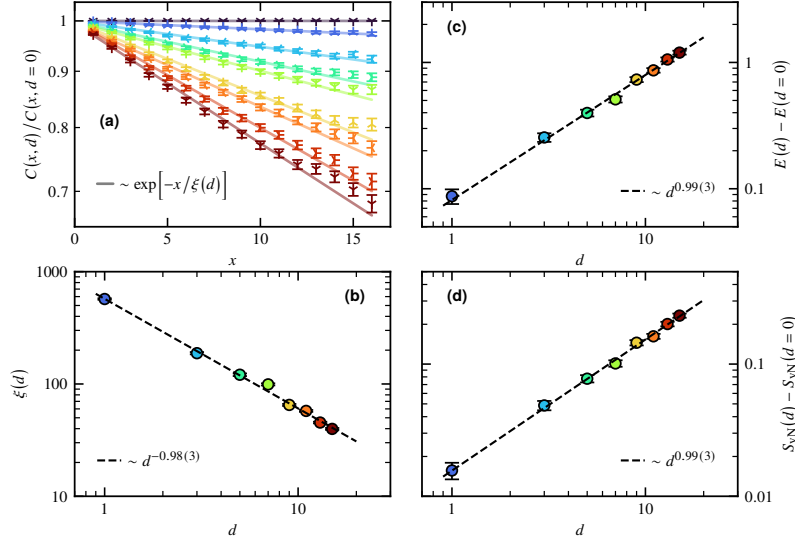 1
0.9
0.8
0.7
C(x, d)/C(x, d = 0)
(a)
~ exp[−x/ξ(d)]
0 5 10 15
x
(c)
1
0.1
E(d) − E(d = 0)
~ d^0.99(3)
1 10
d
1000
100
10
ξ(d)
(b)
~ d^−0.98(3)
1 10
d
(d)
0.1
0.01
S_vN(d) − S_vN(d = 0)
~ d^0.99(3)
1 10
d